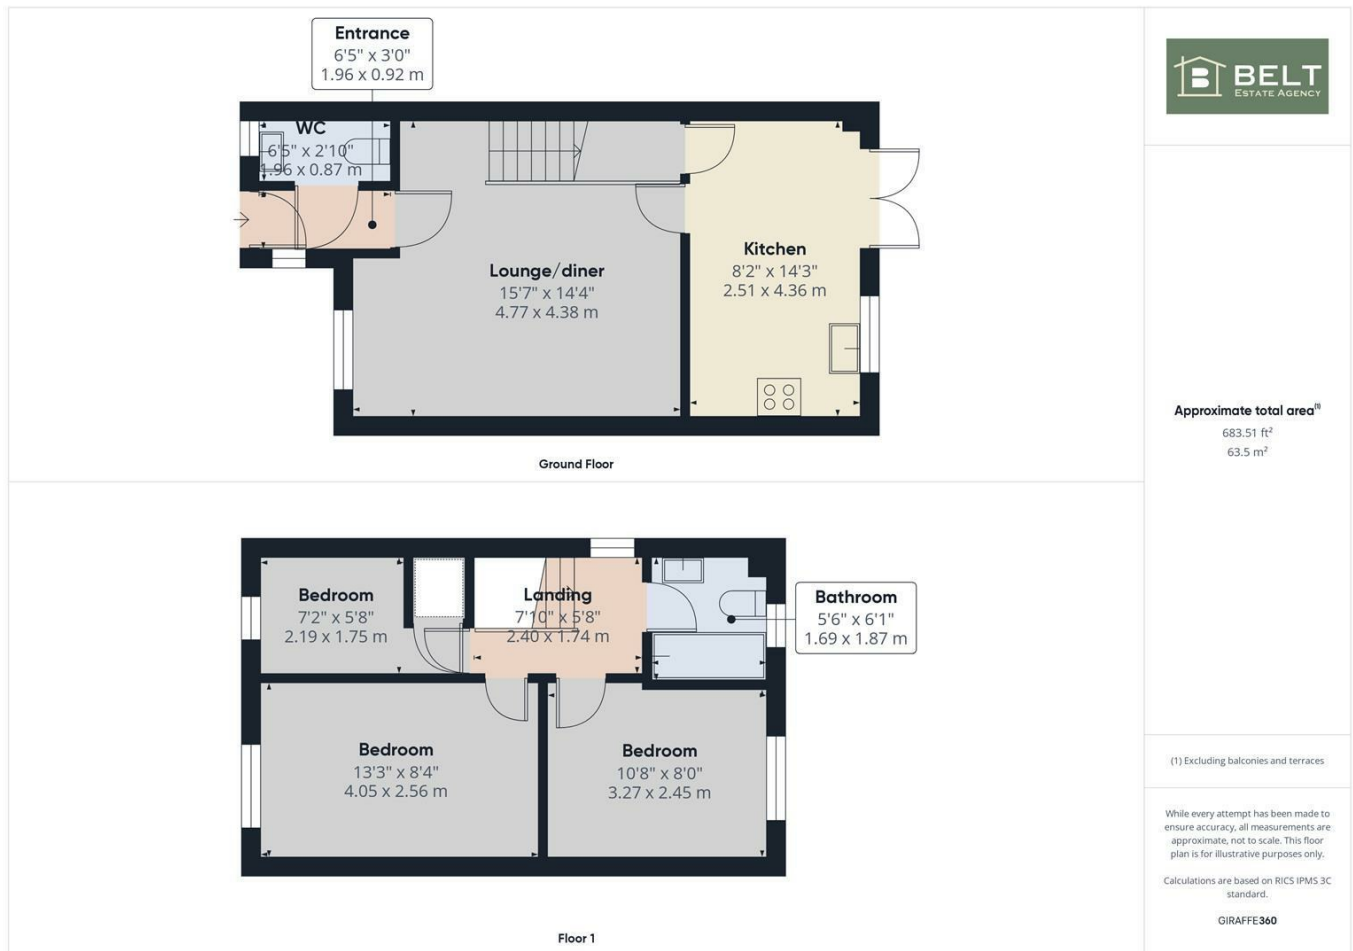 Entrance
6'5" x 3'0"
1.96 x 0.92 m
WC
6'5" x 2'10"
1.96 x 0.87 m
Lounge/diner
15'7" x 14'4"
4.77 x 4.38 m
Kitchen
8'2" x 14'3"
2.51 x 4.36 m
Ground Floor
Bedroom
7'2" x 5'8"
2.19 x 1.75 m
Landing
7'10" x 5'8"
2.40 x 1.74 m
Bathroom
5'6" x 6'1"
1.69 x 1.87 m
Bedroom
13'3" x 8'4"
4.05 x 2.56 m
Bedroom
10'8" x 8'0"
3.27 x 2.45 m
Floor 1
B BELT
ESTATE AGENCY
Approximate total area(1)
683.51 ft²
63.5 m²
(1) Excluding balconies and terraces
While every attempt has been made to
ensure accuracy, all measurements are
approximate, not to scale. This floor
plan is for illustrative purposes only.
Calculations are based on RICS IPMS 3C
standard.
GIRAFFE360